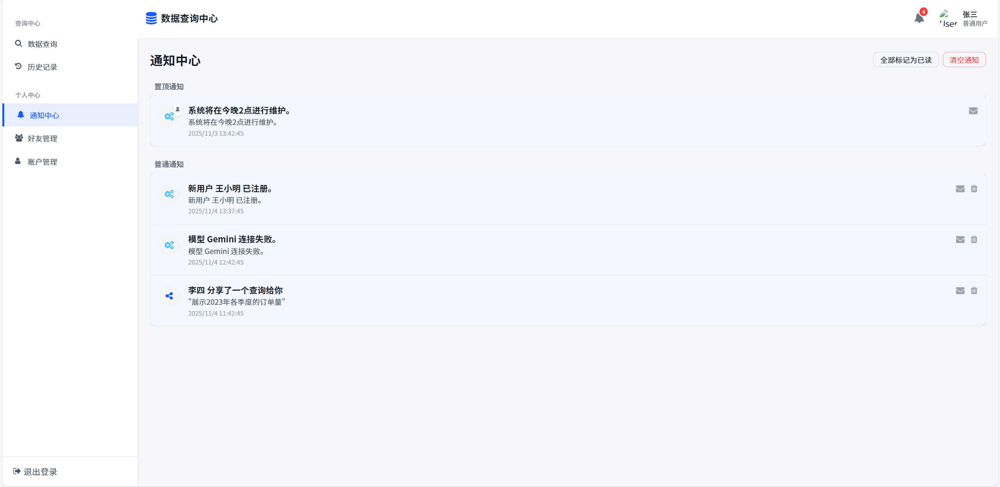 查询中心
数据查询
历史记录
个人中心
通知中心
好友管理
账户管理
退出登录
数据查询中心
4
User
张三
普通用户
通知中心
全部标记为已读
清空通知
置顶通知
系统将在今晚2点进行维护。
系统将在今晚2点进行维护。
2025/11/3 13:42:45
普通通知
新用户 王小明 已注册。
新用户 王小明 已注册。
2025/11/4 13:37:45
模型 Gemini 连接失败。
模型 Gemini 连接失败。
2025/11/4 12:42:45
李四 分享了一个查询给你
"展示2023年各季度的订单量"
2025/11/4 11:42:45